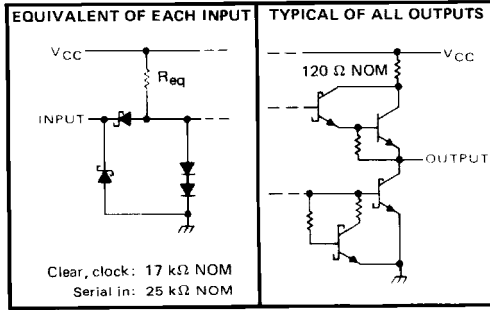 EQUIVALENT OF EACH INPUT
VCC
Req
INPUT
Clear, clock: 17 kΩ NOM
Serial in: 25 kΩ NOM
TYPICAL OF ALL OUTPUTS
VCC
120 Ω NOM
OUTPUT